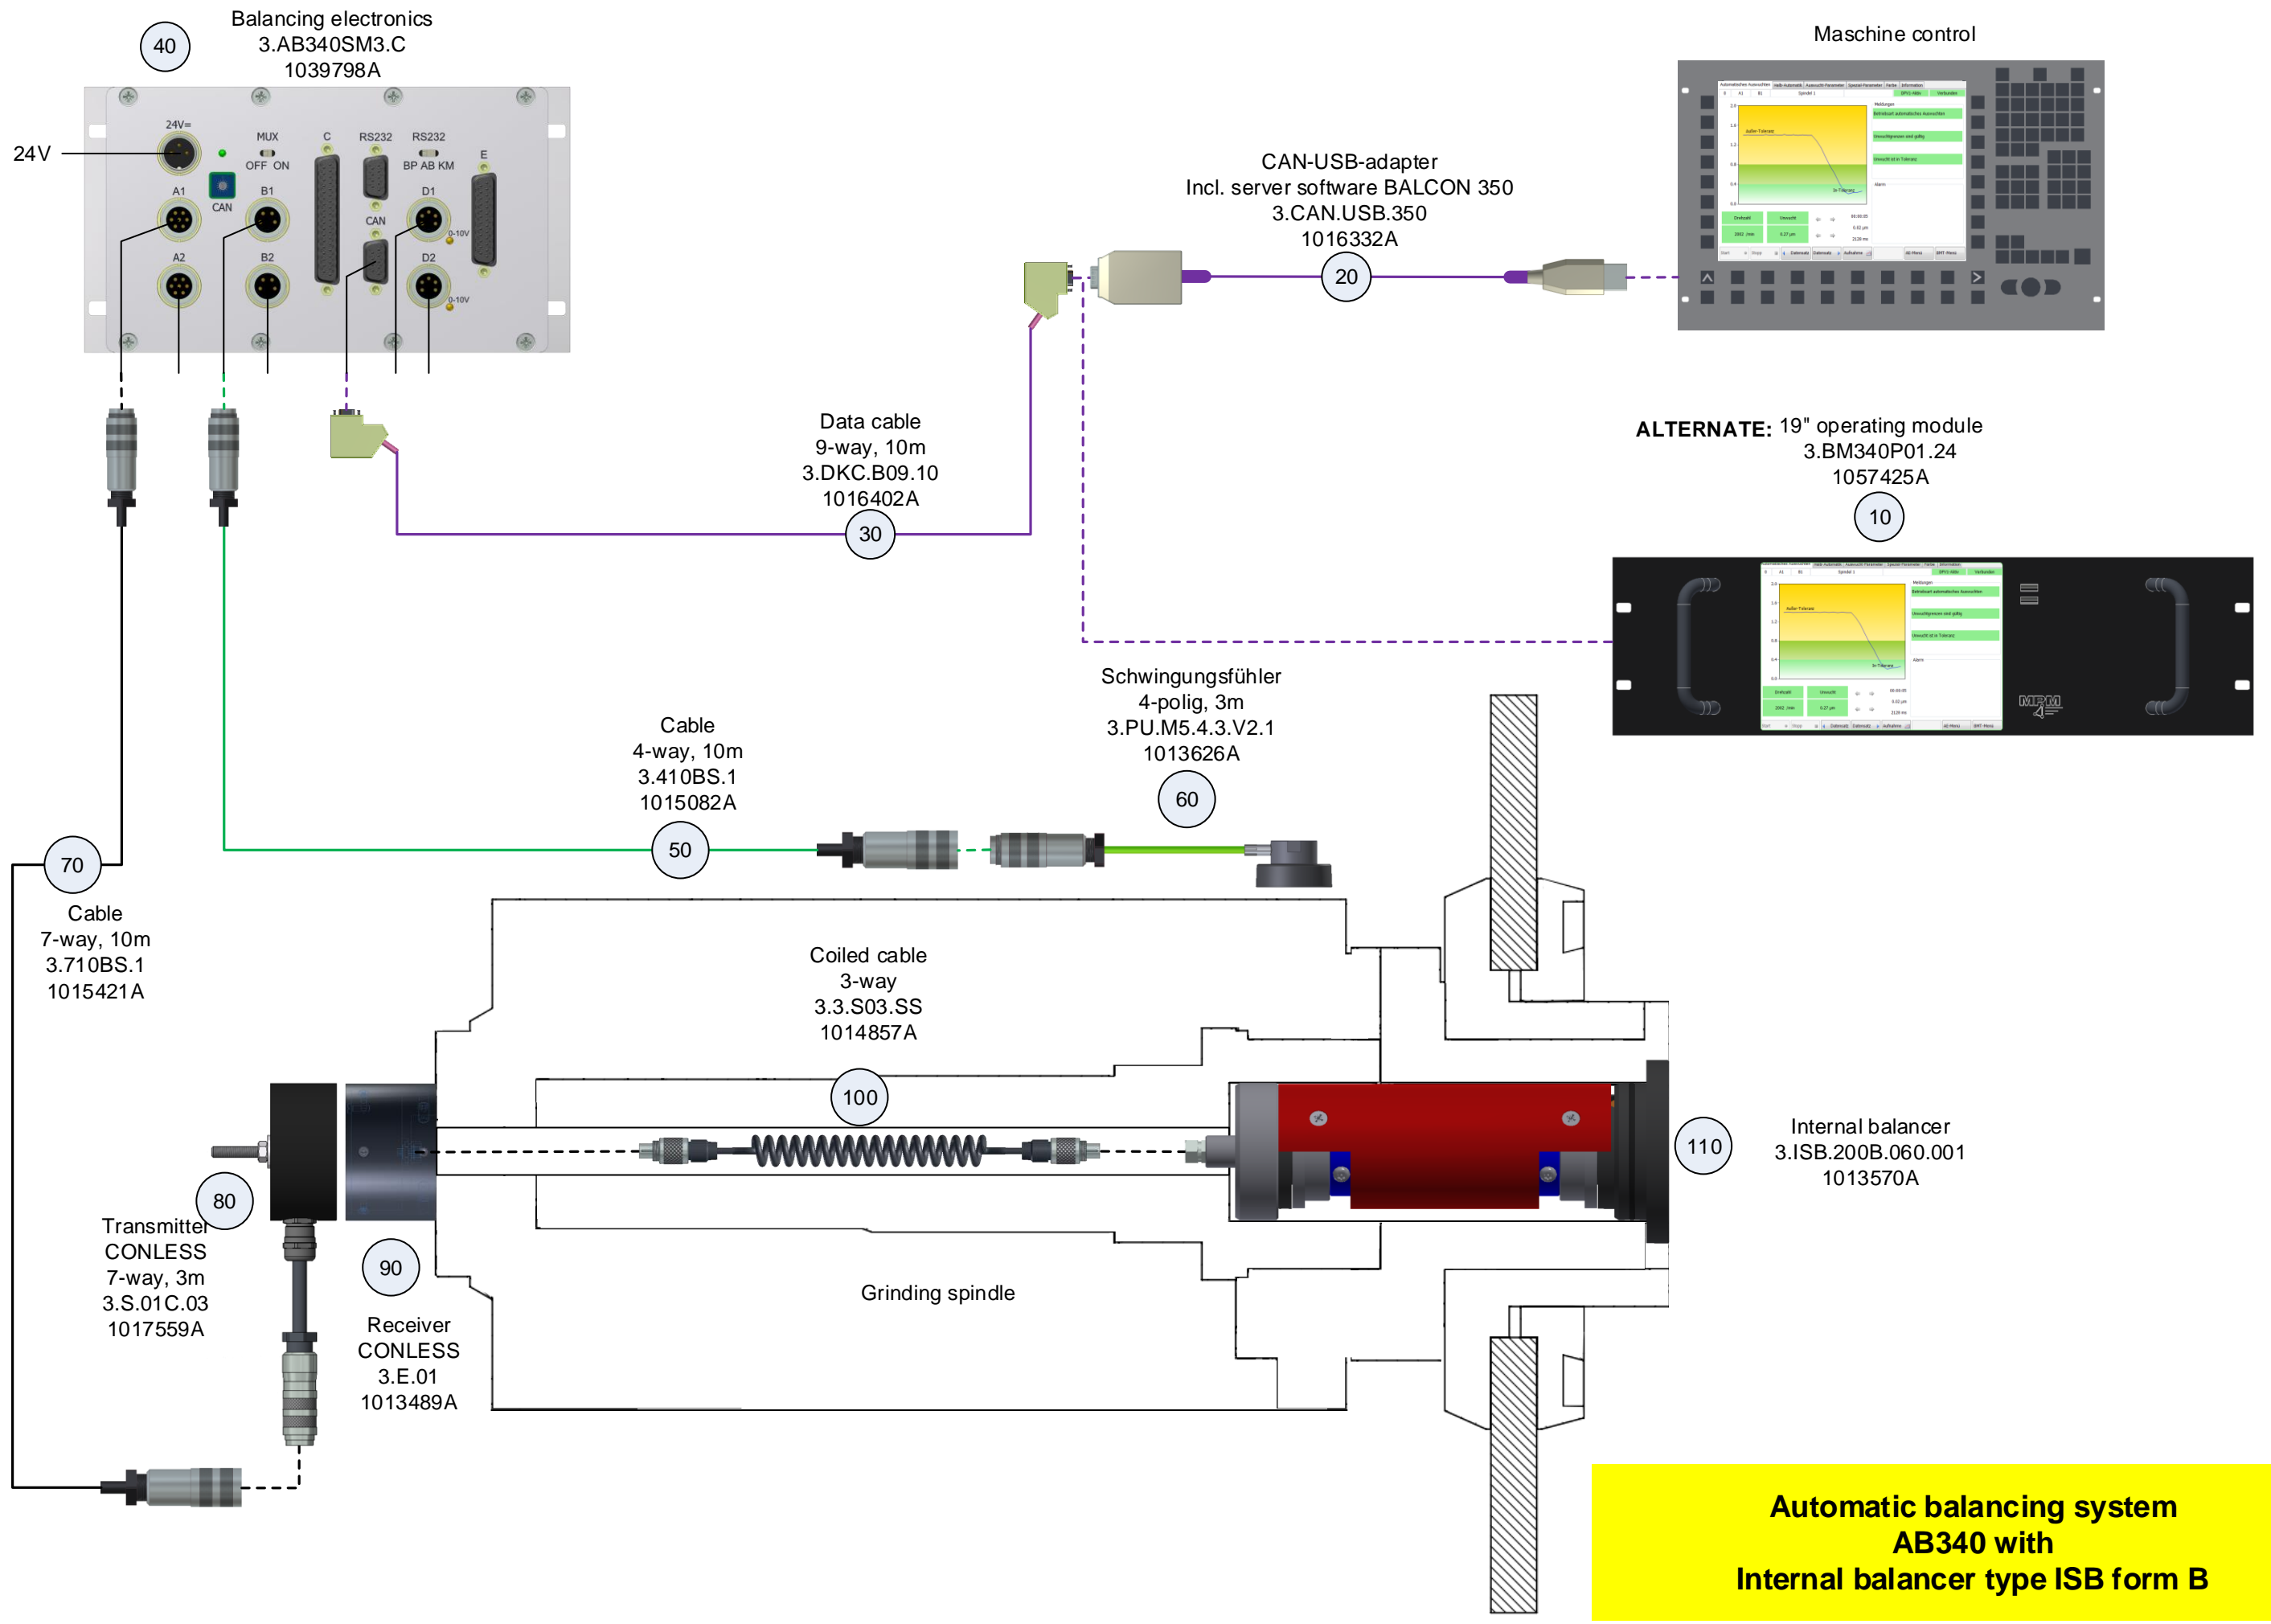 Balancing electronics
3.AB340SM3.C
1039798A
40
24V
24V=
MUX
OFF ON
CAN
A1
B1
A2
B2
C
RS232
RS232
BP AB KM
CAN
D1
0-10V
D2
0-10V
E
CAN-USB-adapter
Incl. server software BALCON 350
3.CAN.USB.350
1016332A
20
Maschine control
Data cable
9-way, 10m
3.DKC.B09.10
1016402A
30
ALTERNATE: 19" operating module
3.BM340P01.24
1057425A
10
MPM
Schwingungsfühler
4-polig, 3m
3.PU.M5.4.3.V2.1
1013626A
60
Cable
4-way, 10m
3.410BS.1
1015082A
50
70
Cable
7-way, 10m
3.710BS.1
1015421A
Coiled cable
3-way
3.3.S03.SS
1014857A
100
110
Internal balancer
3.ISB.200B.060.001
1013570A
80
Transmitter
CONLESS
7-way, 3m
3.S.01C.03
1017559A
90
Receiver
CONLESS
3.E.01
1013489A
Grinding spindle
Automatic balancing system
AB340 with
Internal balancer type ISB form B